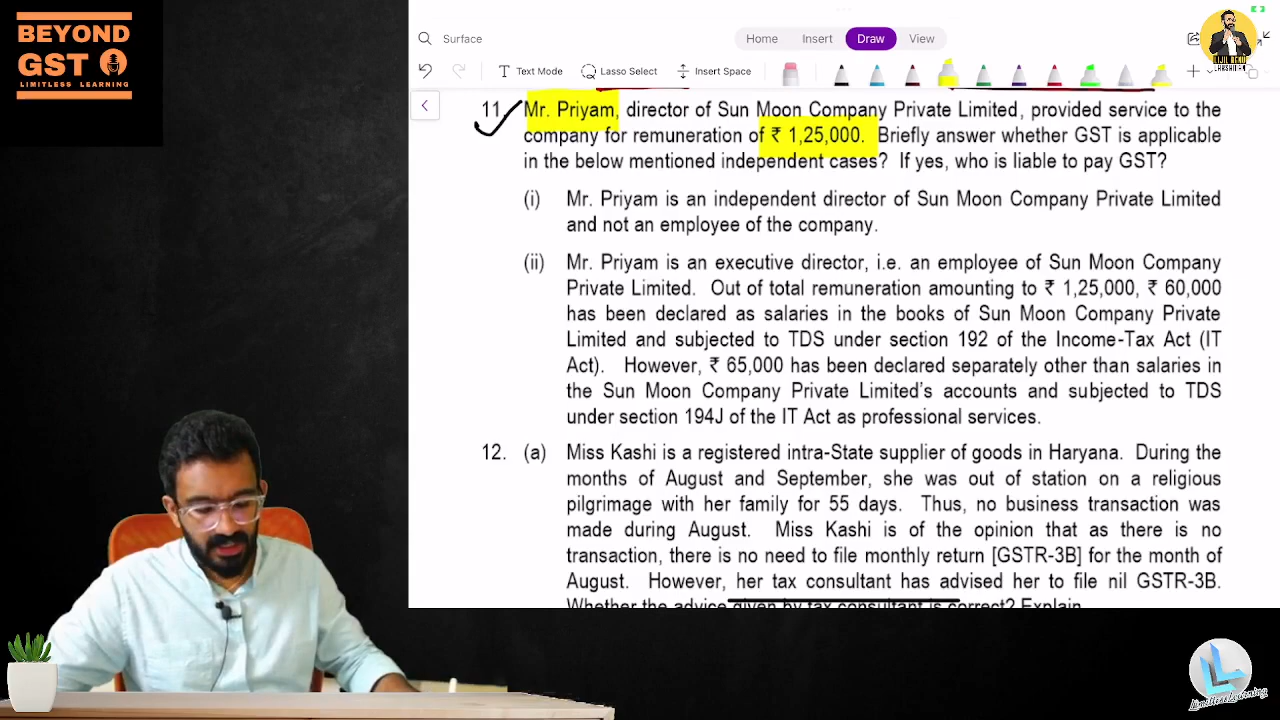 BEYOND
GST
LIMITLESS LEARNING
Surface
Home Insert Draw View
Text Mode Lasso Select Insert Space
11. Mr. Priyam, director of Sun Moon Company Private Limited, provided service to the
company for remuneration of ₹ 1,25,000. Briefly answer whether GST is applicable
in the below mentioned independent cases? If yes, who is liable to pay GST?
(i) Mr. Priyam is an independent director of Sun Moon Company Private Limited
and not an employee of the company.
(ii) Mr. Priyam is an executive director, i.e. an employee of Sun Moon Company
Private Limited. Out of total remuneration amounting to ₹ 1,25,000, ₹ 60,000
has been declared as salaries in the books of Sun Moon Company Private
Limited and subjected to TDS under section 192 of the Income-Tax Act (IT
Act). However, ₹ 65,000 has been declared separately other than salaries in
the Sun Moon Company Private Limited's accounts and subjected to TDS
under section 194J of the IT Act as professional services.
12. (a) Miss Kashi is a registered intra-State supplier of goods in Haryana. During the
months of August and September, she was out of station on a religious
pilgrimage with her family for 55 days. Thus, no business transaction was
made during August. Miss Kashi is of the opinion that as there is no
transaction, there is no need to file monthly return [GSTR-3B] for the month of
August. However, her tax consultant has advised her to file nil GSTR-3B.
Whether the advice given by tax consultant is correct? Explain
Limitless Learning